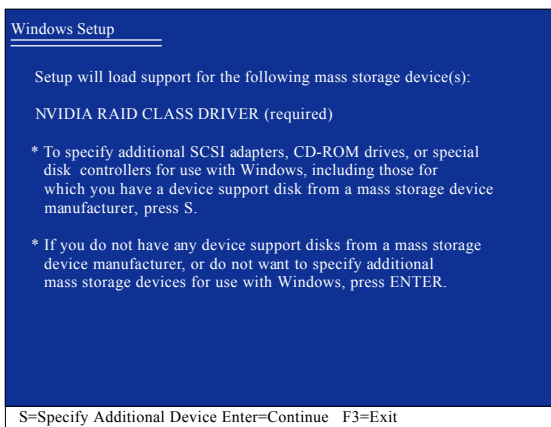 Windows Setup
Setup will load support for the following mass storage device(s):
NVIDIA RAID CLASS DRIVER (required)
* To specify additional SCSI adapters, CD-ROM drives, or special
disk controllers for use with Windows, including those for
which you have a device support disk from a mass storage device
manufacturer, press S.
* If you do not have any device support disks from a mass storage
device manufacturer, or do not want to specify additional
mass storage devices for use with Windows, press ENTER.
S=Specify Additional Device Enter=Continue F3=Exit